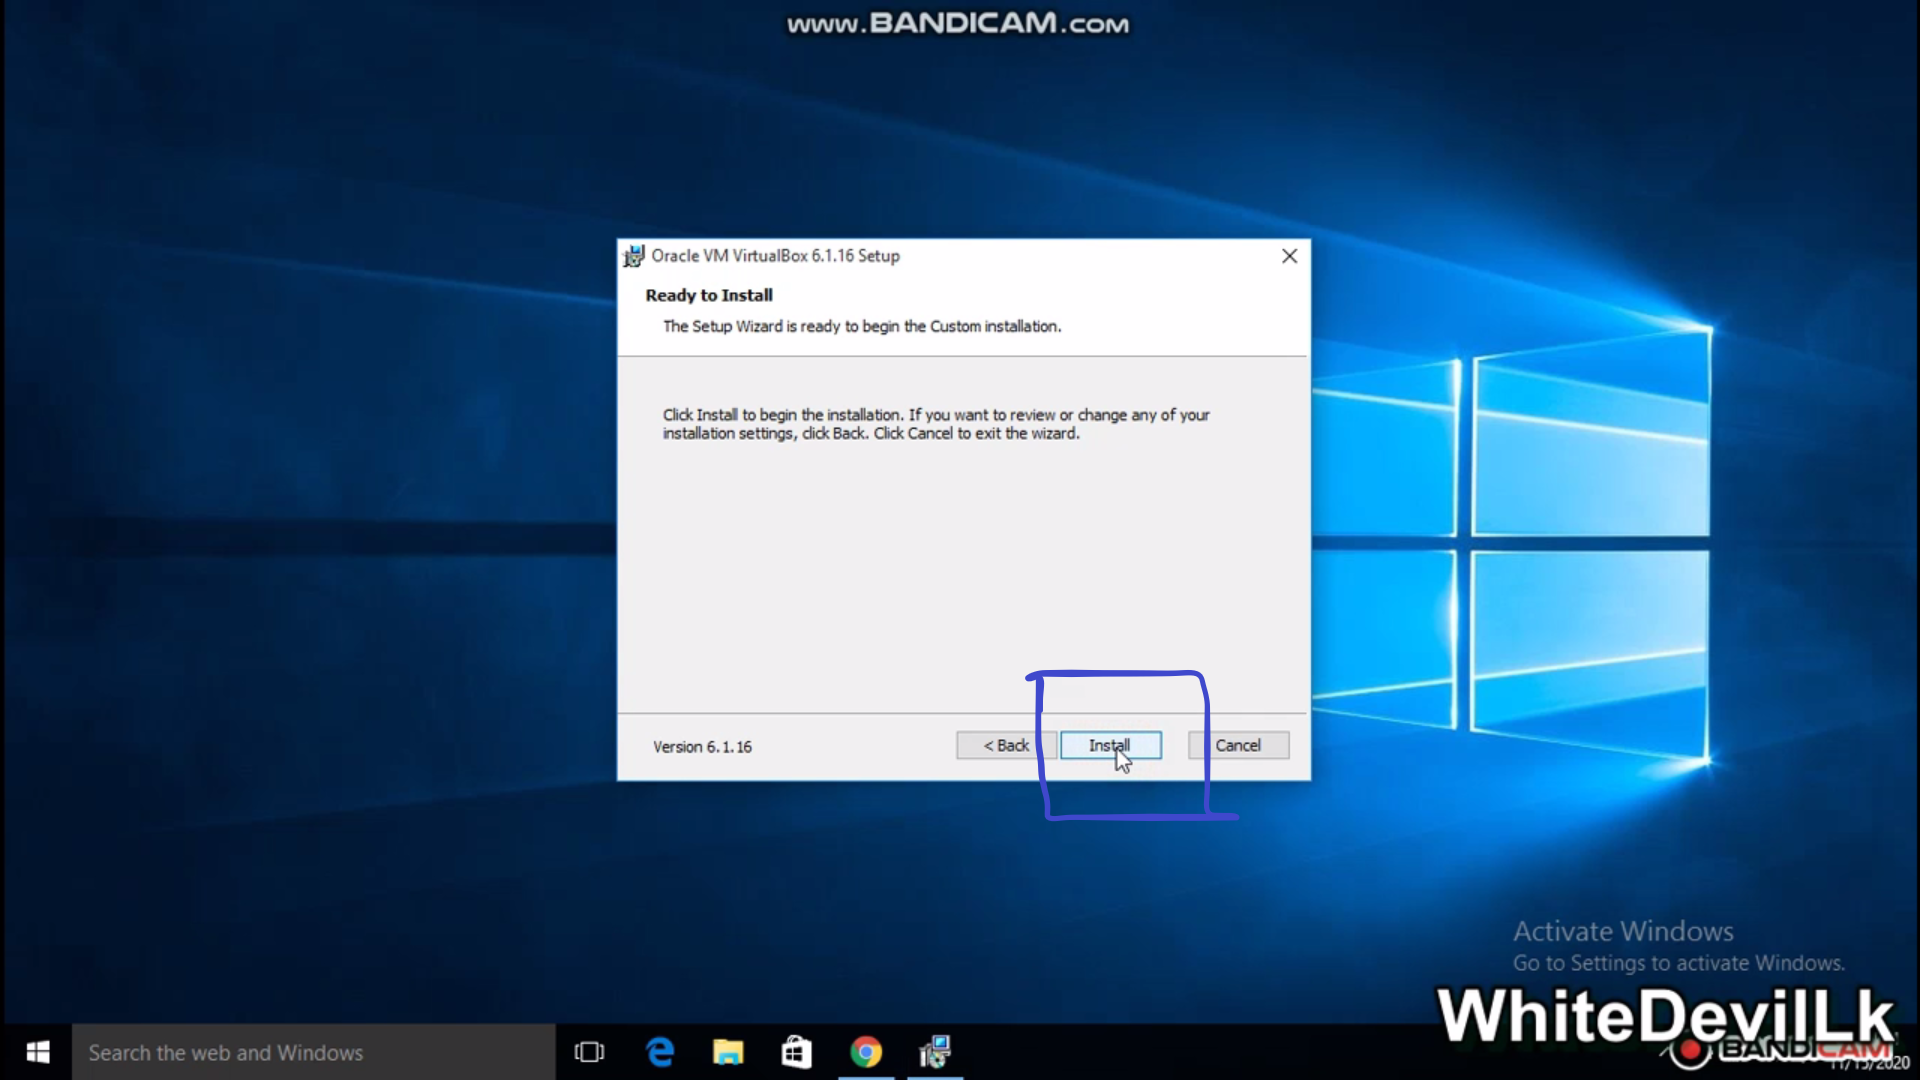 www.BANDICAM.COM
Oracle VM VirtualBox 6.1.16 Setup
Ready to Install
The Setup Wizard is ready to begin the Custom installation.
Click Install to begin the installation. If you want to review or change any of your
installation settings, click Back. Click Cancel to exit the wizard.
Version 6.1.16
< Back
Install
Cancel
Activate Windows
Go to Settings to activate Windows.
WhiteDevilLk
Search the web and Windows
BANDICAM